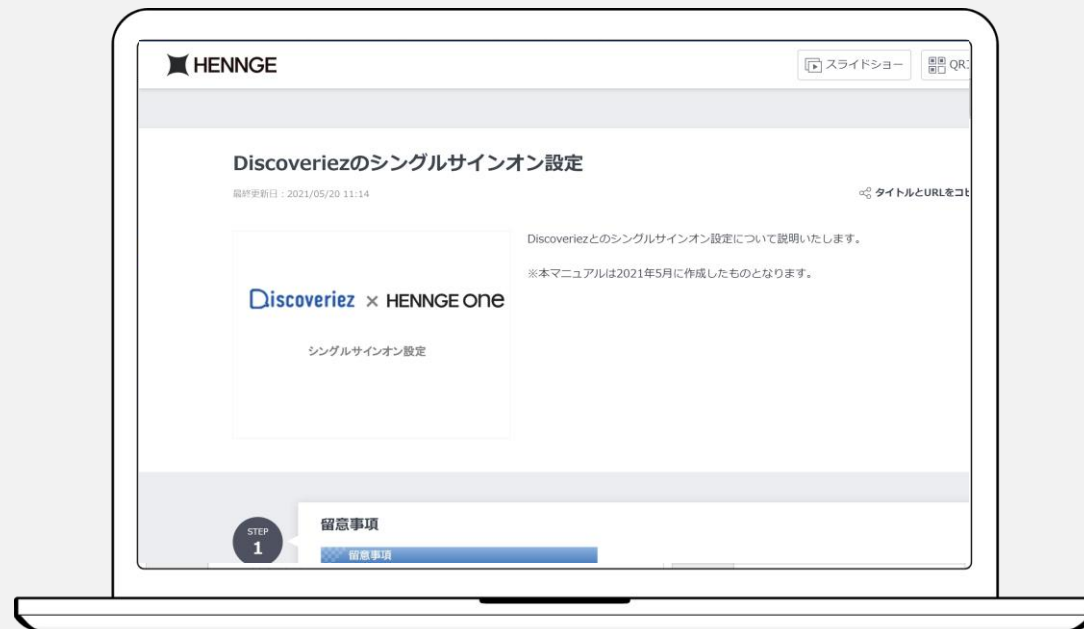 HENNGE
スライドショー
QR
Discoveriezのシングルサインオン設定
最終更新日：2021/05/20 11:14
タイトルとURLをコピ
Discoveriezとのシングルサインオン設定について説明いたします。
※本マニュアルは2021年5月に作成したものとなります。
Discoveriez × HENNGE one
シングルサインオン設定
STEP
1
留意事項
留意事項